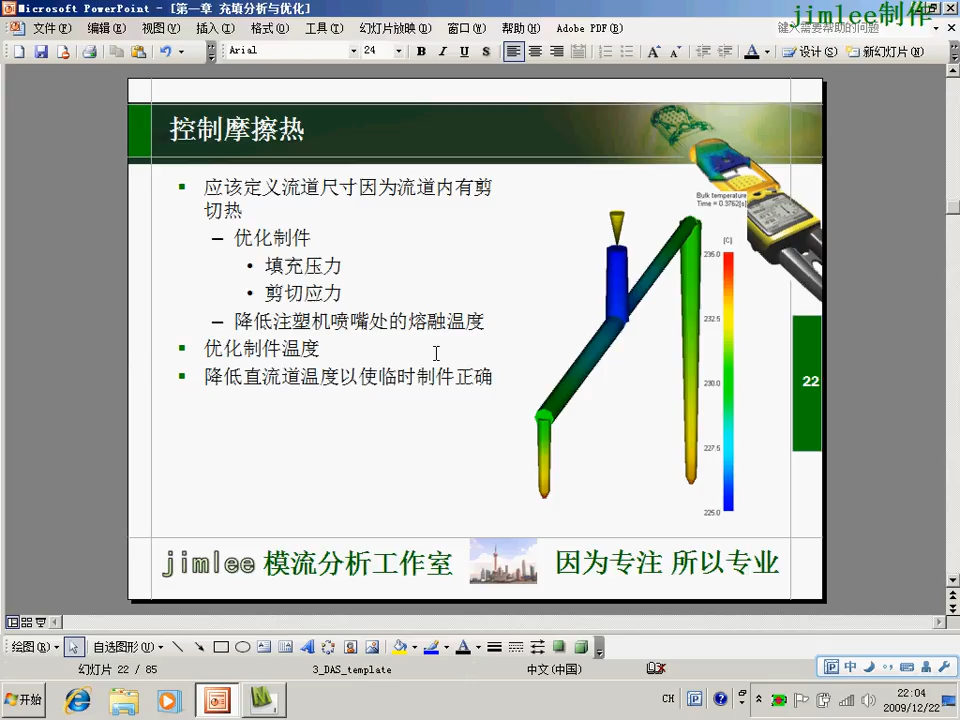 Microsoft PowerPoint - [第一章 充填分析与优化]
jimlee制作
文件(F) 编辑(E) 视图(V) 插入(I) 格式(O) 工具(T) 幻灯片放映(D) 窗口(W) 帮助(H) Adobe PDF(B)
键入需要帮助的问题
Arial 24 B I U S A A A 设计(S) 新幻灯片(N)
控制摩擦热
应该定义流道尺寸因为流道内有剪
切热
– 优化制件
• 填充压力
• 剪切应力
– 降低注塑机喷嘴处的熔融温度
优化制件温度
降低直流道温度以使临时制件正确
Bulk temperature
Time = 0.3762[s]
[C]
235.0
232.5
230.0
227.5
225.0
22
jimlee 模流分析工作室 因为专注 所以专业
绘图(R) 自选图形(U)
幻灯片 22 / 85 3_DAS_template 中文(中国)
中
开始
CH
22:04
2009/12/22